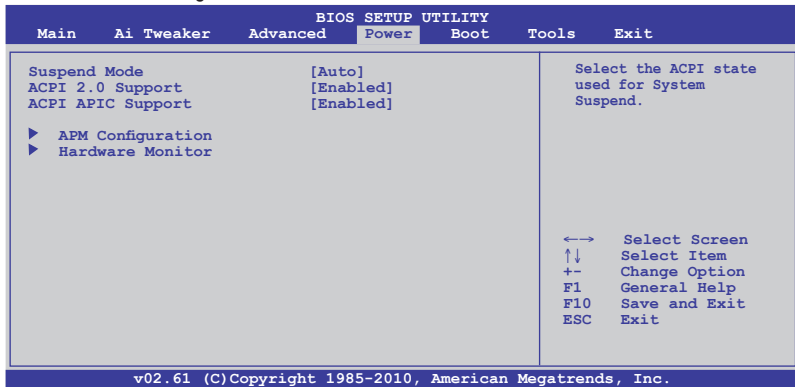 BIOS SETUP UTILITY
Main Ai Tweaker Advanced Power Boot Tools Exit
Suspend Mode [Auto]
ACPI 2.0 Support [Enabled]
ACPI APIC Support [Enabled]
APM Configuration
Hardware Monitor
Select the ACPI state
used for System
Suspend.
←→ Select Screen
↑↓ Select Item
+- Change Option
F1 General Help
F10 Save and Exit
ESC Exit
v02.61 (C)Copyright 1985-2010, American Megatrends, Inc.